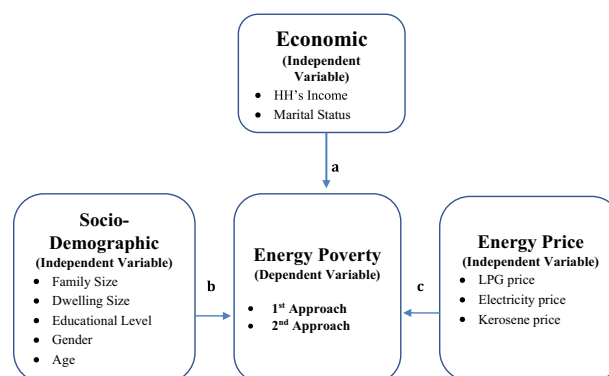 Economic
(Independent
Variable)
• HH's Income
• Marital Status
a
Socio-
Demographic
(Independent Variable)
• Family Size
• Dwelling Size
• Educational Level
• Gender
• Age
b
Energy Poverty
(Dependent Variable)
• 1st Approach
• 2nd Approach
c
Energy Price
(Independent Variable)
• LPG price
• Electricity price
• Kerosene price